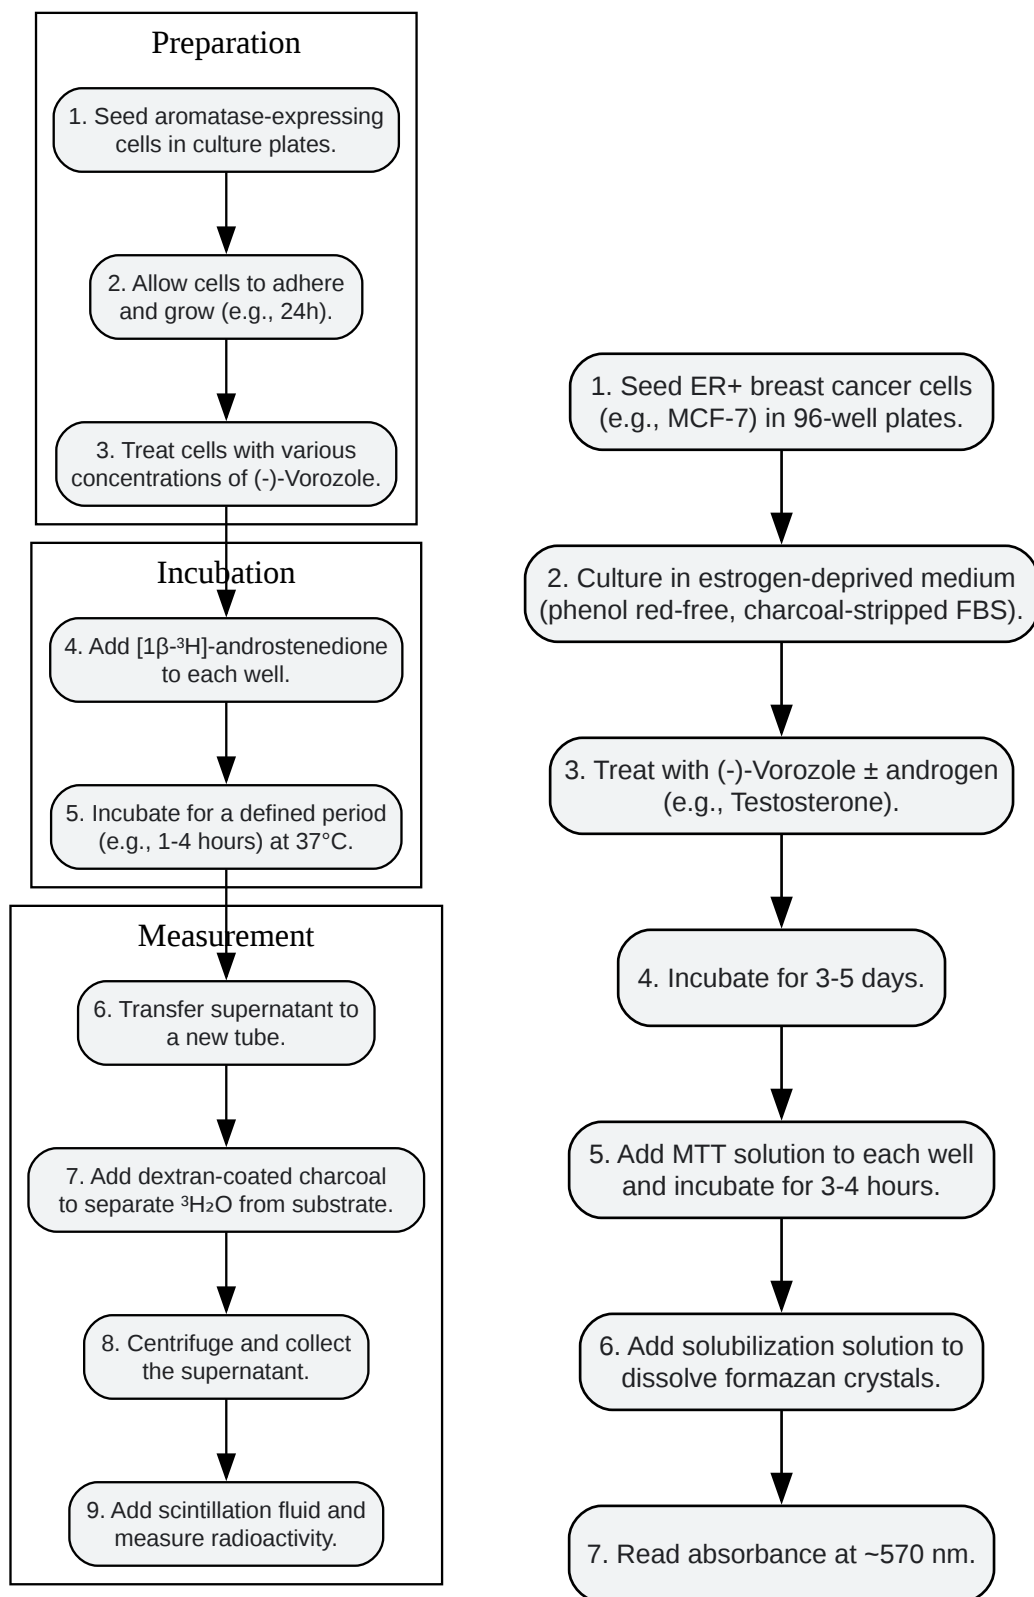 Preparation
1. Seed aromatase-expressing
cells in culture plates.
2. Allow cells to adhere
and grow (e.g., 24h).
3. Treat cells with various
concentrations of (-)-Vorozole.
Incubation
4. Add [1β-³H]-androstenedione
to each well.
5. Incubate for a defined period
(e.g., 1-4 hours) at 37°C.
Measurement
6. Transfer supernatant to
a new tube.
7. Add dextran-coated charcoal
to separate ³H₂O from substrate.
8. Centrifuge and collect
the supernatant.
9. Add scintillation fluid and
measure radioactivity.
1. Seed ER+ breast cancer cells
(e.g., MCF-7) in 96-well plates.
2. Culture in estrogen-deprived medium
(phenol red-free, charcoal-stripped FBS).
3. Treat with (-)-Vorozole ± androgen
(e.g., Testosterone).
4. Incubate for 3-5 days.
5. Add MTT solution to each well
and incubate for 3-4 hours.
6. Add solubilization solution to
dissolve formazan crystals.
7. Read absorbance at ~570 nm.